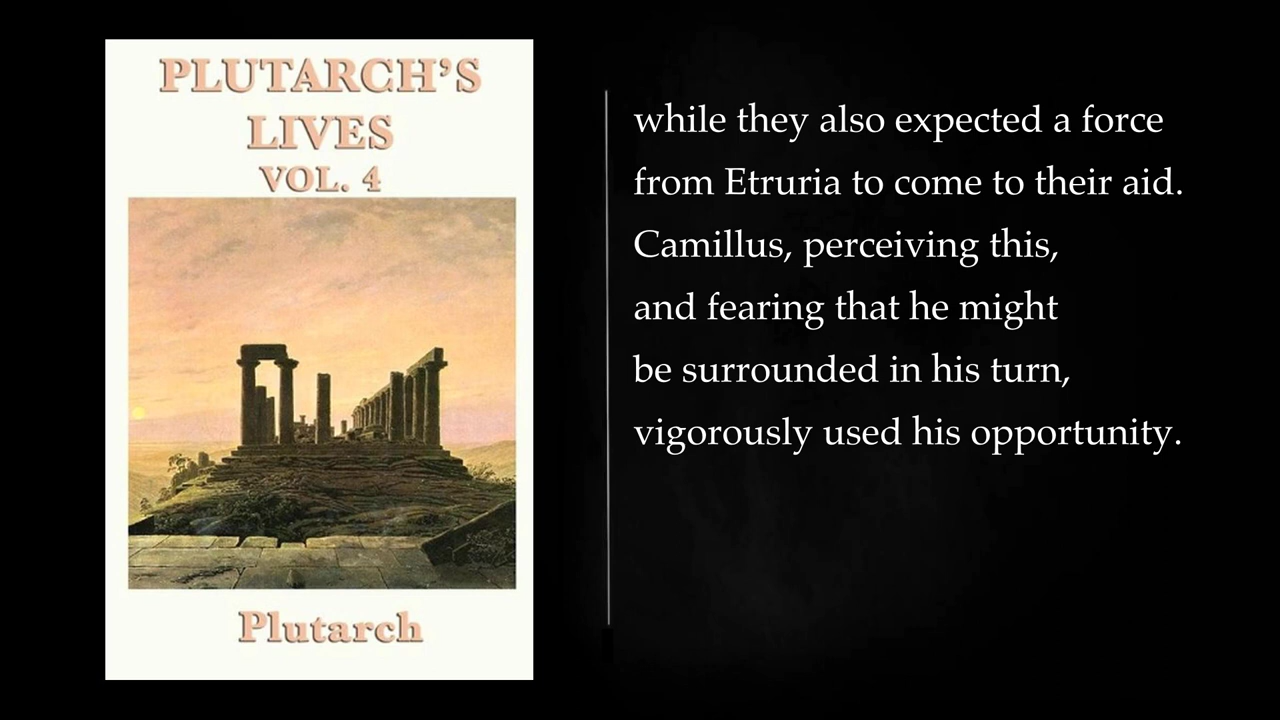 PLUTARCH'S
LIVES
VOL. 4
Plutarch
while they also expected a force
from Etruria to come to their aid.
Camillus, perceiving this,
and fearing that he might
be surrounded in his turn,
vigorously used his opportunity.